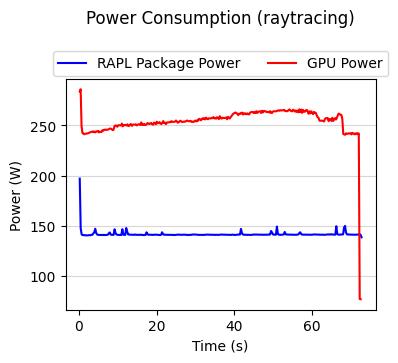 Power Consumption (raytracing)
RAPL Package Power
GPU Power
250
200
150
100
Power (W)
0
20
40
60
Time (s)